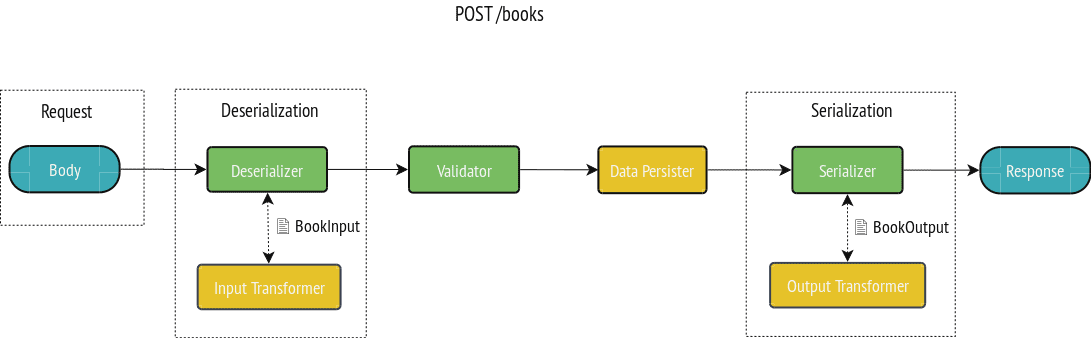 POST /books
Request
Body
Deserialization
Deserializer
BookInput
Input Transformer
Validator
Data Persister
Serialization
Serializer
BookOutput
Output Transformer
Response